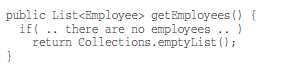 public List<Employee> getEmployees() {
  if( .. there are no employees .. )
    return Collections.emptyList();
}